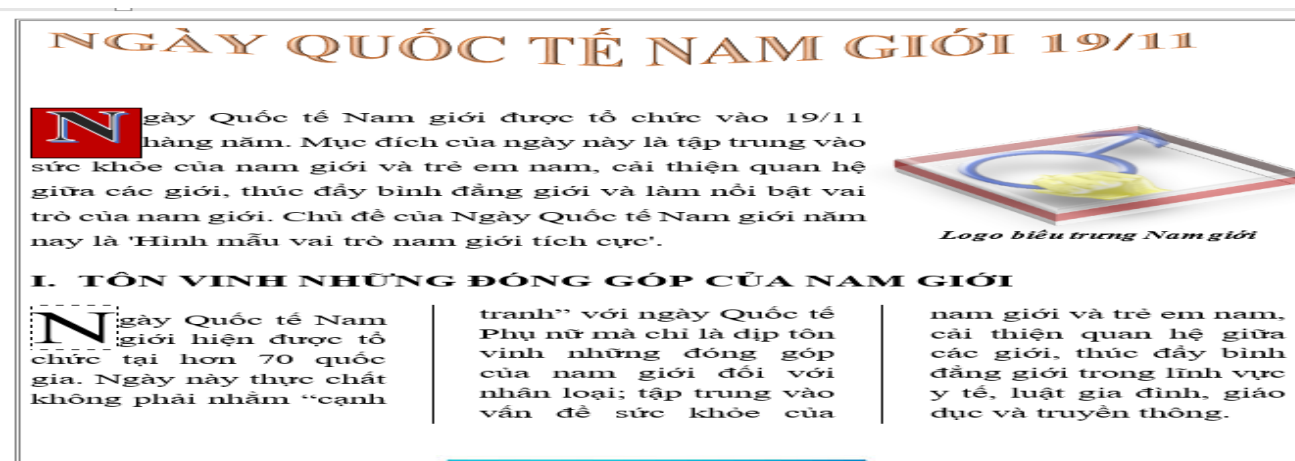 NGÀY QUỐC TẾ NAM GIỚI 19/11
Ngày Quốc tế Nam giới được tổ chức vào 19/11
hàng năm. Mục đích của ngày này là tập trung vào
sức khỏe của nam giới và trẻ em nam, cải thiện quan hệ
giữa các giới, thúc đẩy bình đẳng giới và làm nổi bật vai
trò của nam giới. Chủ đề của Ngày Quốc tế Nam giới năm
nay là 'Hình mẫu vai trò nam giới tích cực'.
Logo biểu trưng Nam giới
I. TÔN VINH NHỮNG ĐÓNG GÓP CỦA NAM GIỚI
Ngày Quốc tế Nam
giới hiện được tổ
chức tại hơn 70 quốc
gia. Ngày này thực chất
không phải nhằm “cạnh
tranh” với ngày Quốc tế
Phụ nữ mà chỉ là dịp tôn
vinh những đóng góp
của nam giới đối với
nhân loại; tập trung vào
vấn đề sức khỏe của
nam giới và trẻ em nam,
cải thiện quan hệ giữa
các giới, thúc đẩy bình
đẳng giới trong lĩnh vực
y tế, luật gia đình, giáo
dục và truyền thông.